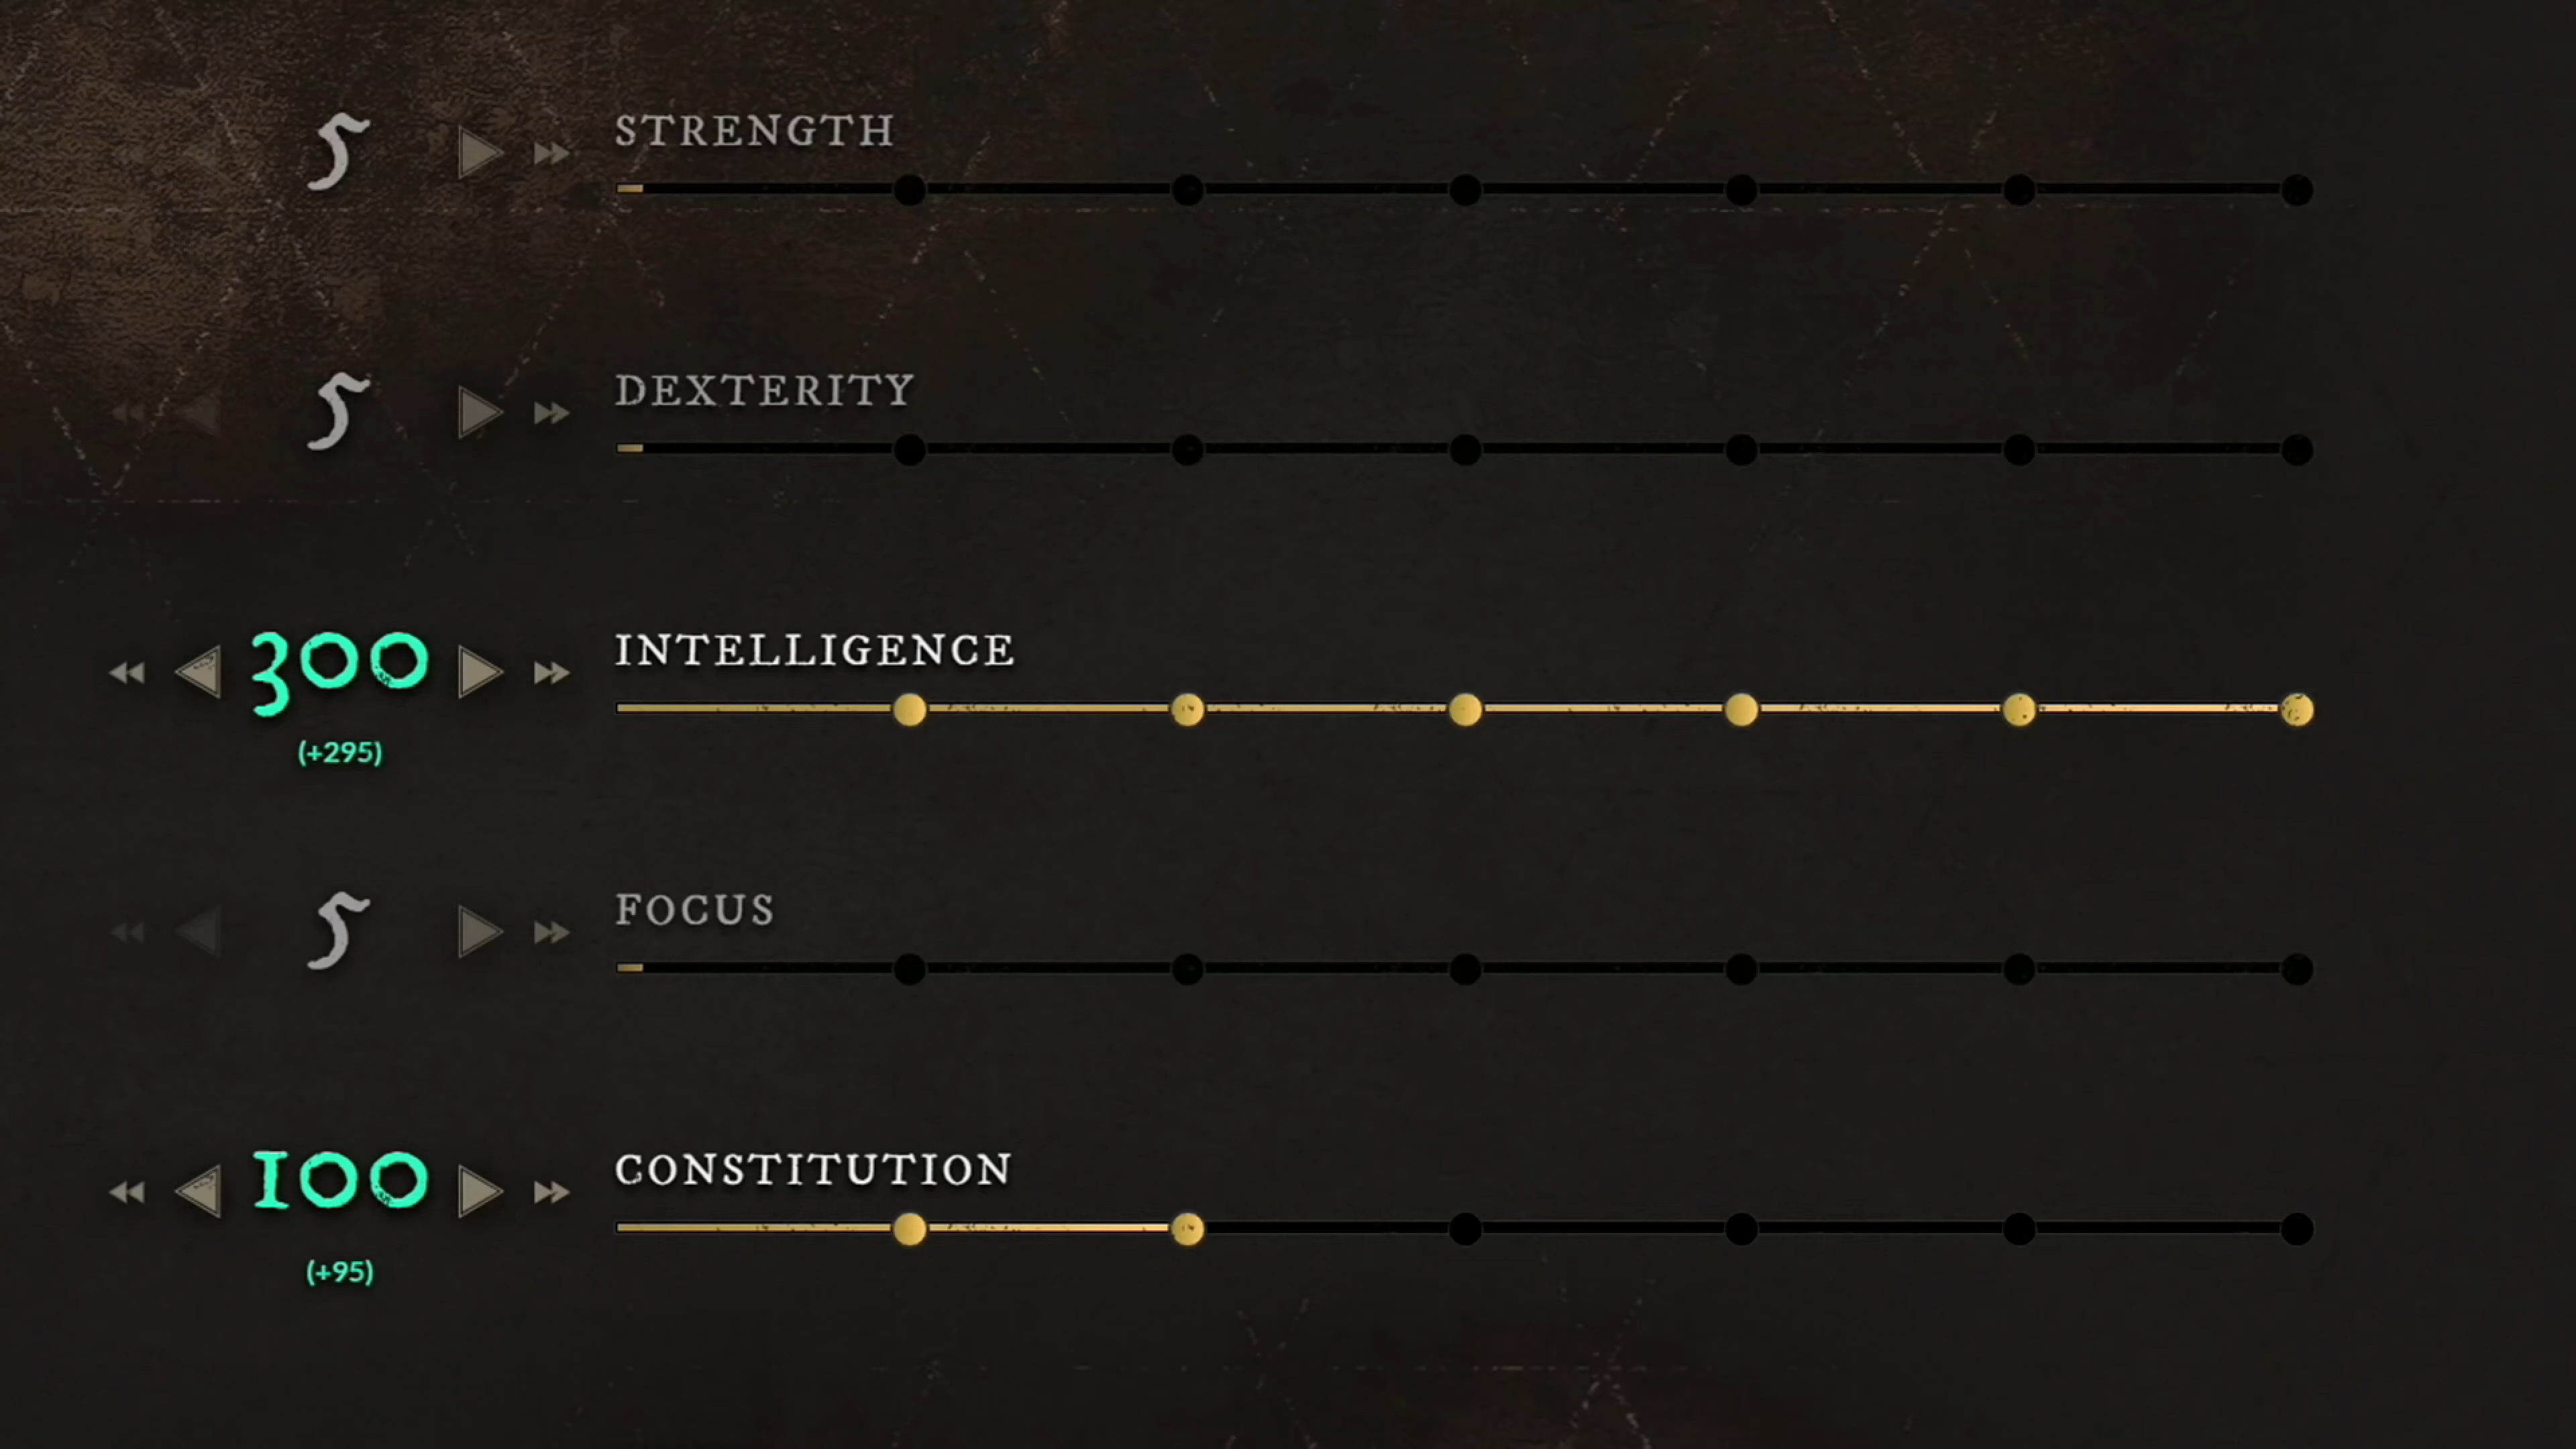 5 STRENGTH
5 DEXTERITY
300 INTELLIGENCE
(+295)
5 FOCUS
100 CONSTITUTION
(+95)